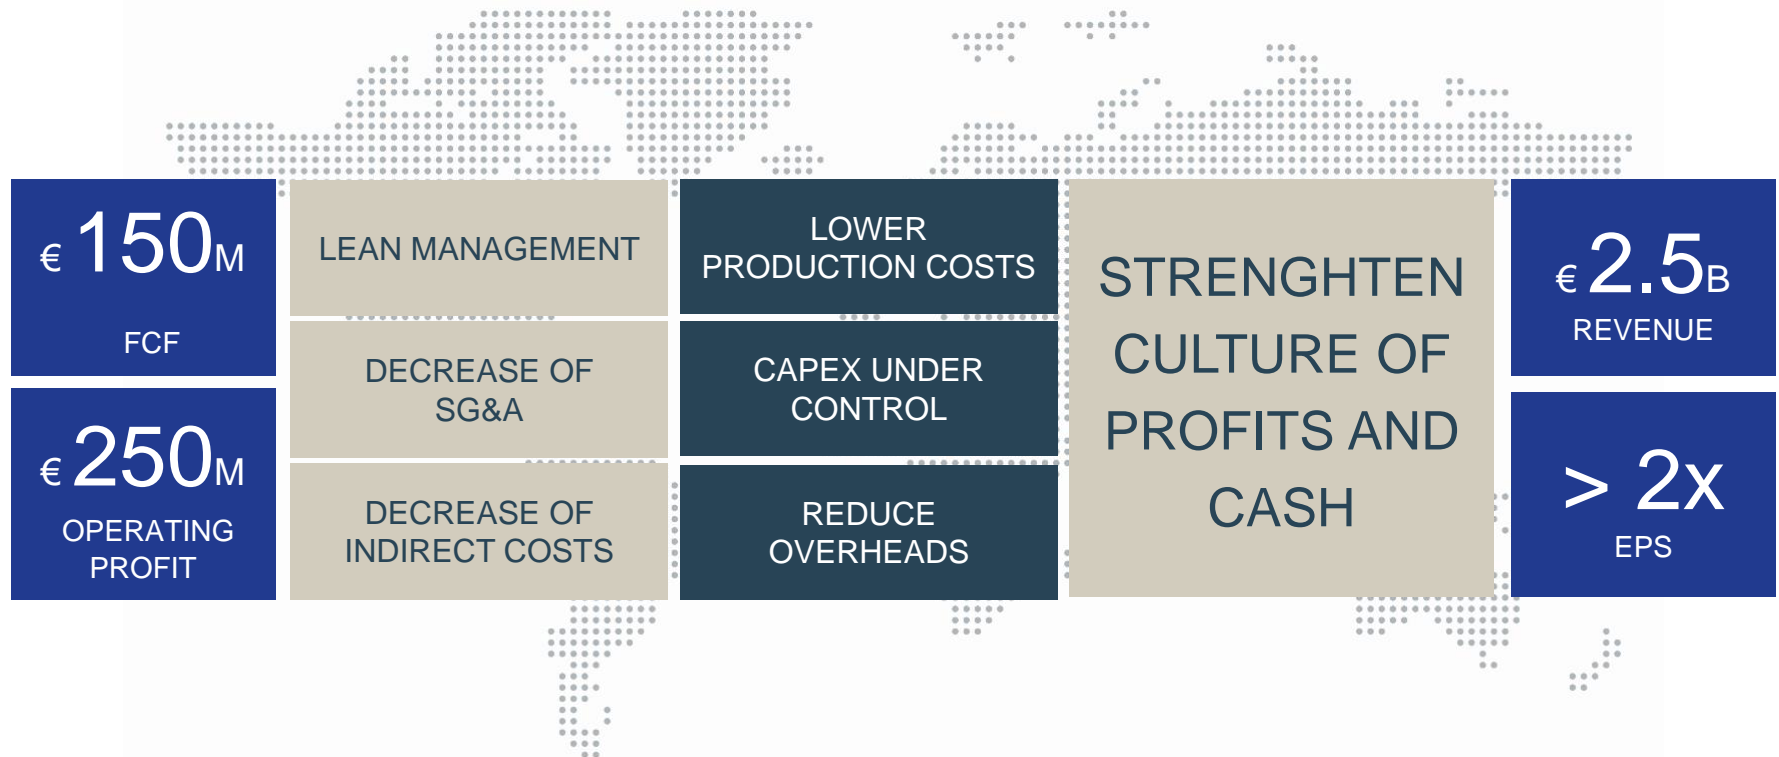 € 150M
FCF
€ 250M
OPERATING
PROFIT
LEAN MANAGEMENT
DECREASE OF
SG&A
DECREASE OF
INDIRECT COSTS
LOWER
PRODUCTION COSTS
CAPEX UNDER
CONTROL
REDUCE
OVERHEADS
STRENGHTEN
CULTURE OF
PROFITS AND
CASH
€ 2.5B
REVENUE
> 2x
EPS